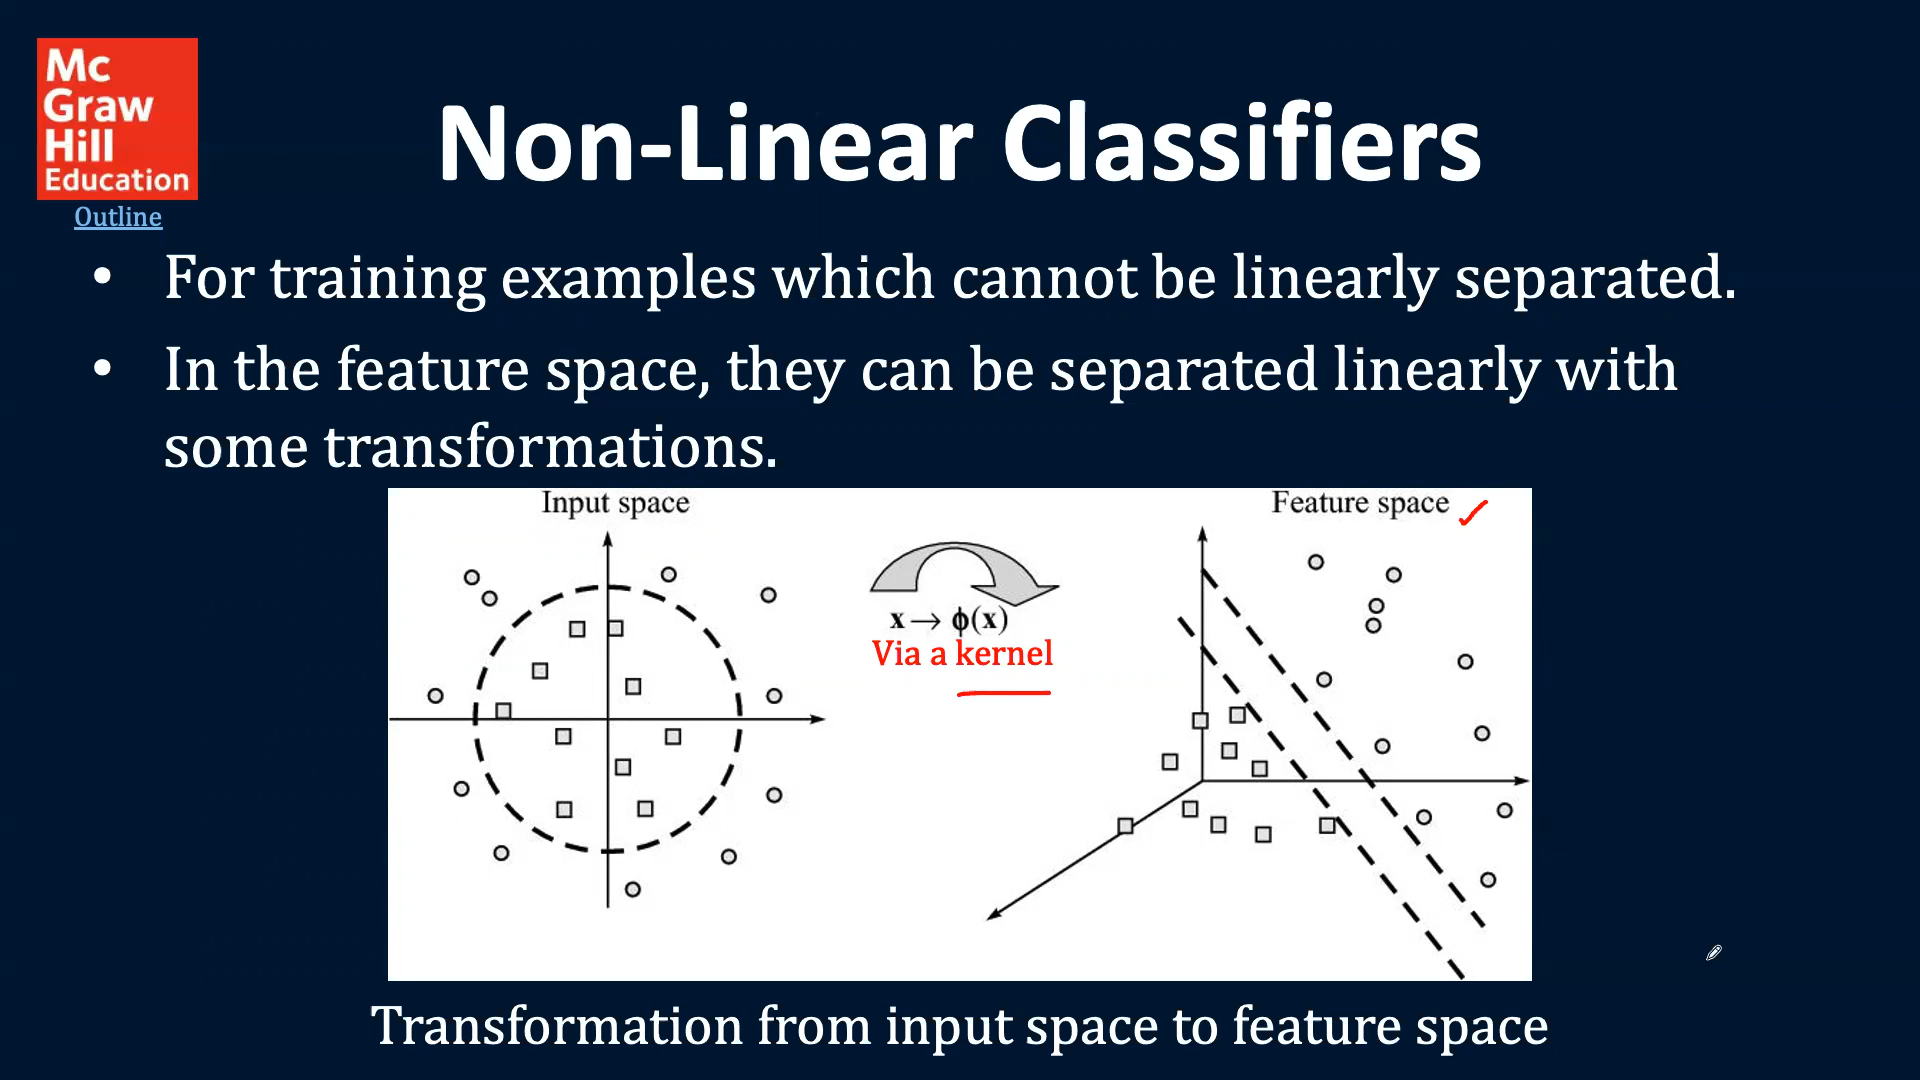 Mc
Graw
Hill
Education
Outline
Non-Linear Classifiers
• For training examples which cannot be linearly separated.
• In the feature space, they can be separated linearly with
some transformations.
Input space
Feature space
x → ϕ(x)
Via a kernel
Transformation from input space to feature space